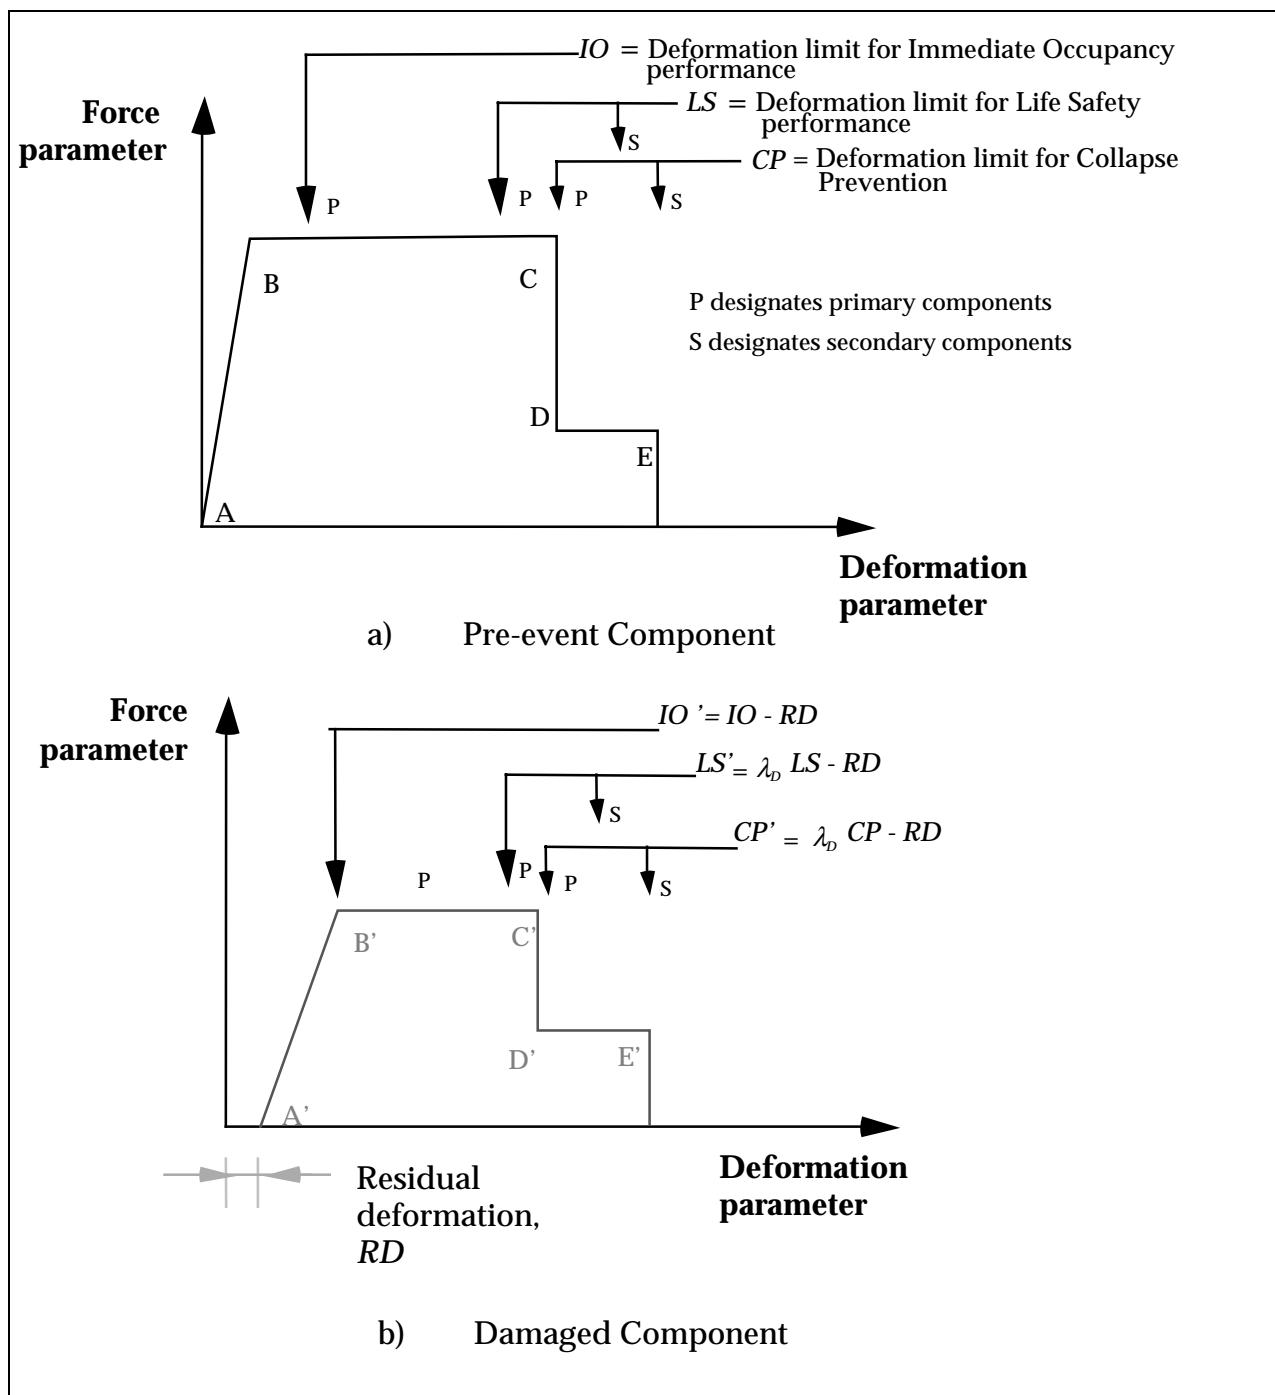 IO = Deformation limit for Immediate Occupancy
performance
LS = Deformation limit for Life Safety
performance
CP = Deformation limit for Collapse
Prevention
Force
parameter
P
P
S
P
S
B
C
D
E
A
P designates primary components
S designates secondary components
Deformation
parameter
a) Pre-event Component
Force
parameter
IO ’= IO - RD
LS’= λD LS - RD
CP’ = λD CP - RD
P
P
S
P
S
B’
C’
D’
E’
A’
Residual
deformation,
RD
Deformation
parameter
b) Damaged Component